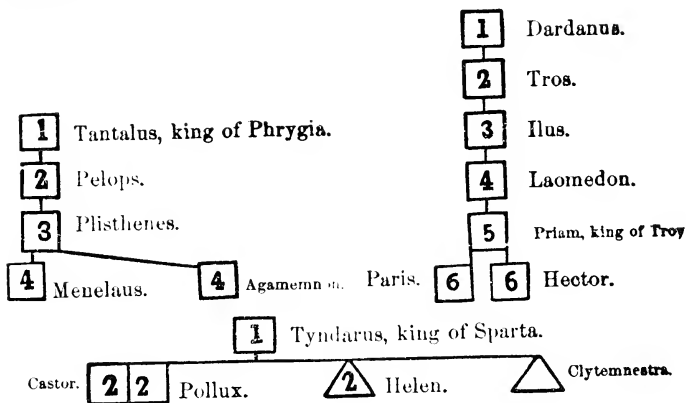 1 Dardanus.
2 Tros.
1 Tantalus, king of Phrygia.
3 Ilus.
2 Pelops.
4 Laomedon.
3 Plisthenes.
5 Priam, king of Troy
4 Menelaus.
4 Agamemn n.
Paris. 6
6 Hector.
1 Tyndarus, king of Sparta.
Castor. 2 2 Pollux.
2 Helen.
Clytemnestra.